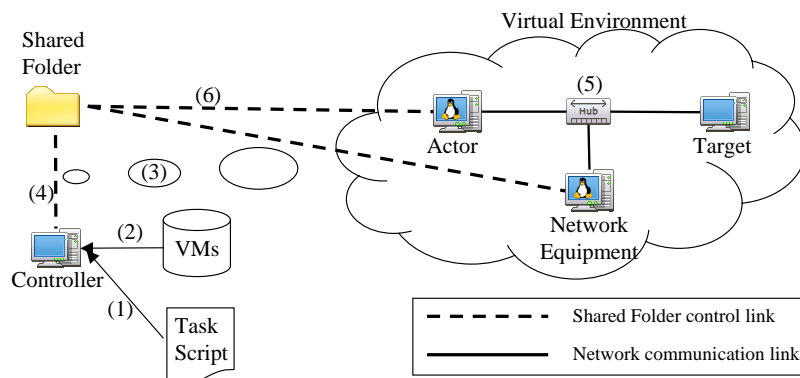 Virtual Environment
Shared
Folder
(6)
(5)
Hub
Actor
Target
(3)
(4)
(2)
VMs
Network
Equipment
Controller
(1)
Task
Script
Shared Folder control link
Network communication link